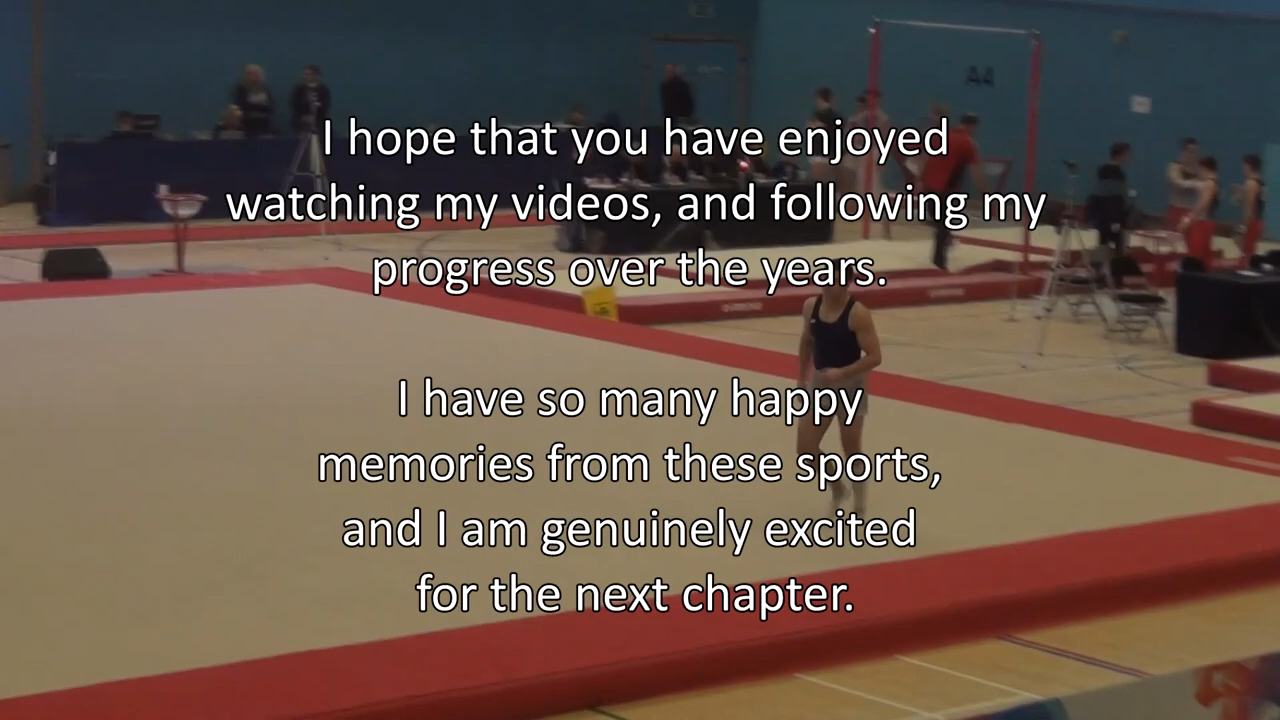 A4
I hope that you have enjoyed
watching my videos, and following my
progress over the years.
I have so many happy
memories from these sports,
and I am genuinely excited
for the next chapter.